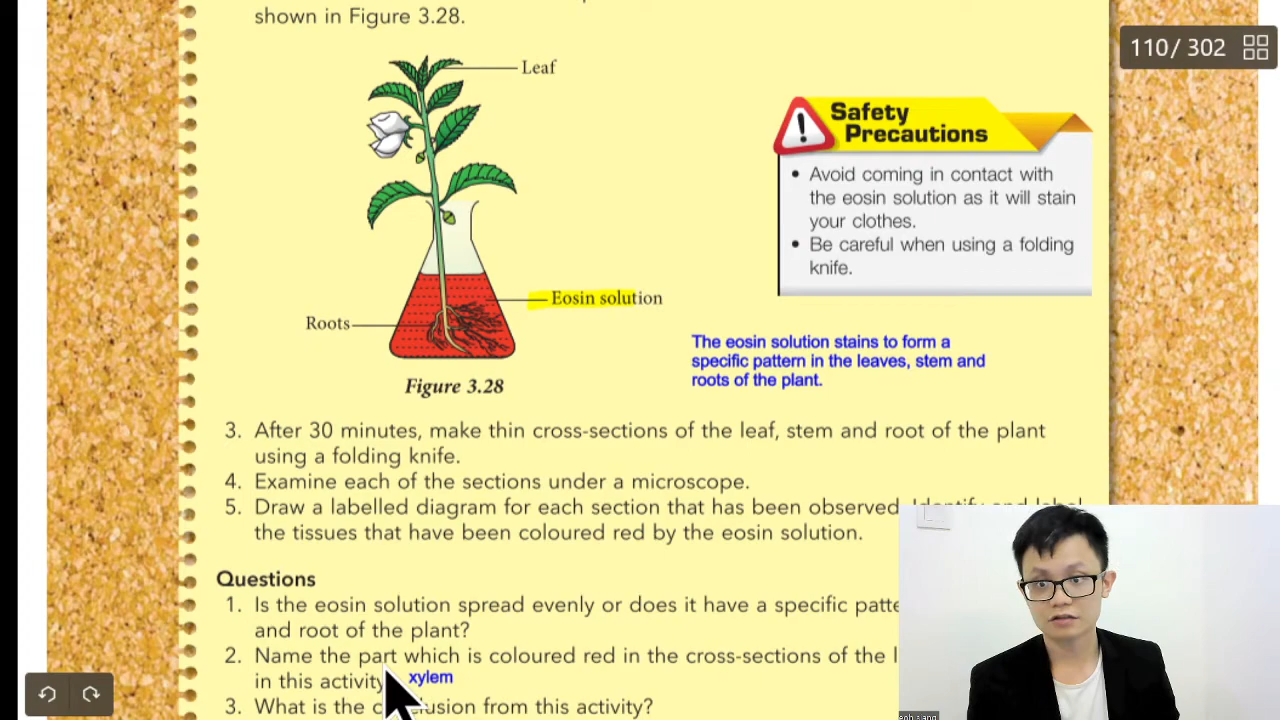 shown in Figure 3.28.
110/ 302
Leaf
Safety
Precautions
• Avoid coming in contact with
the eosin solution as it will stain
your clothes.
• Be careful when using a folding
knife.
Eosin solution
Roots
The eosin solution stains to form a
specific pattern in the leaves, stem and
roots of the plant.
Figure 3.28
3. After 30 minutes, make thin cross-sections of the leaf, stem and root of the plant
using a folding knife.
4. Examine each of the sections under a microscope.
5. Draw a labelled diagram for each section that has been observed. Identify and label
the tissues that have been coloured red by the eosin solution.
Questions
1. Is the eosin solution spread evenly or does it have a specific
and root of the plant?
2. Name the part which is coloured red in the cross-sections of the
in this activity
xylem
3. What is the conclusion from this activity?